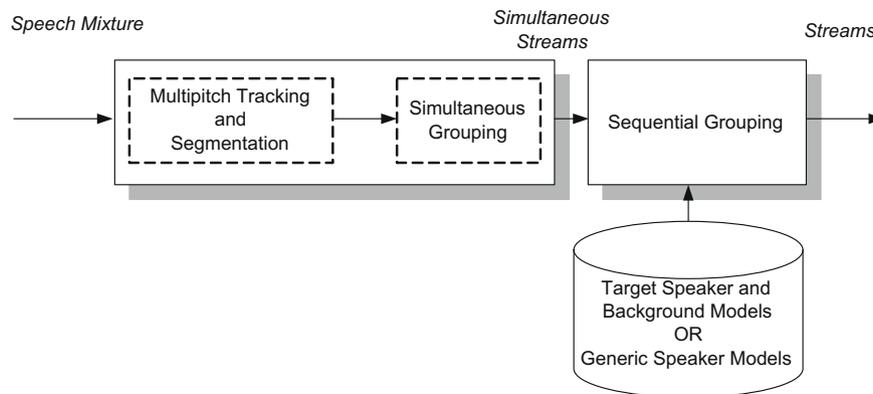 Speech Mixture
Simultaneous
Streams
Streams
Multipitch Tracking
and
Segmentation
Simultaneous
Grouping
Sequential Grouping
Target Speaker and
Background Models
OR
Generic Speaker Models